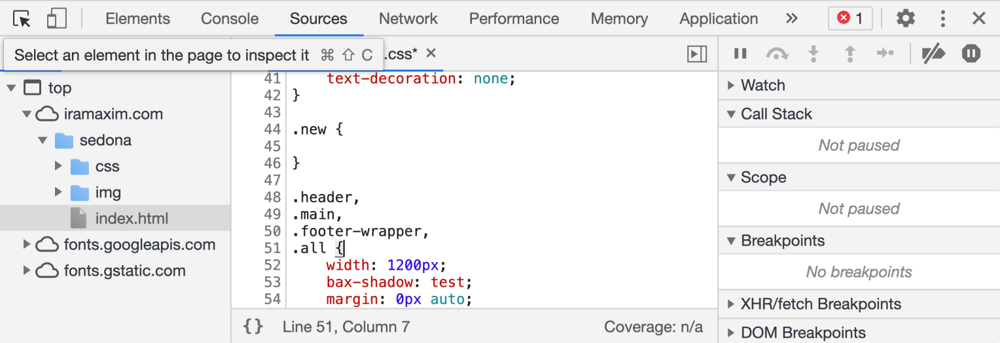 Elements Console Sources Network Performance Memory Application » 1
Select an element in the page to inspect it ⌘ ⇧ C
.css* ×
top
iramaxim.com
sedona
css
img
index.html
fonts.googleapis.com
fonts.gstatic.com
41 text-decoration: none;
42 }
43
44 .new {
45
46 }
47
48 .header,
49 .main,
50 .footer-wrapper,
51 .all {
52 width: 1200px;
53 bax-shadow: test;
54 margin: 0px auto;
{} Line 51, Column 7 Coverage: n/a
Watch
Call Stack
Not paused
Scope
Not paused
Breakpoints
No breakpoints
XHR/fetch Breakpoints
DOM Breakpoints